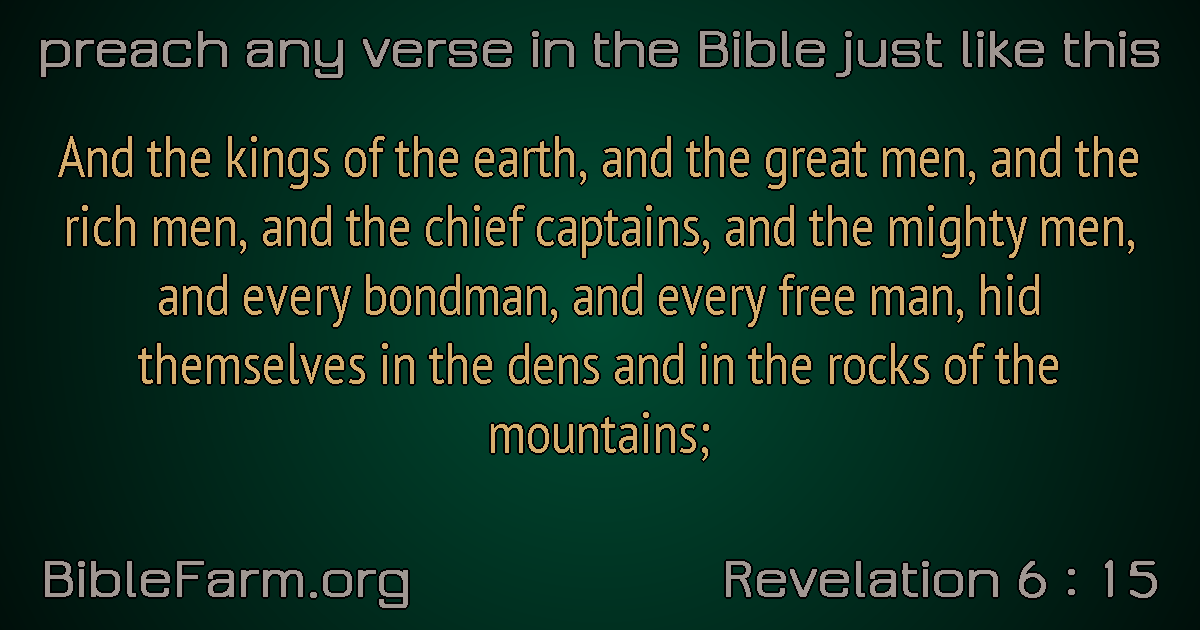 preach any verse in the Bible just like this
And the kings of the earth, and the great men, and the
rich men, and the chief captains, and the mighty men,
and every bondman, and every free man, hid
themselves in the dens and in the rocks of the
mountains;
BibleFarm.org
Revelation 6 : 15